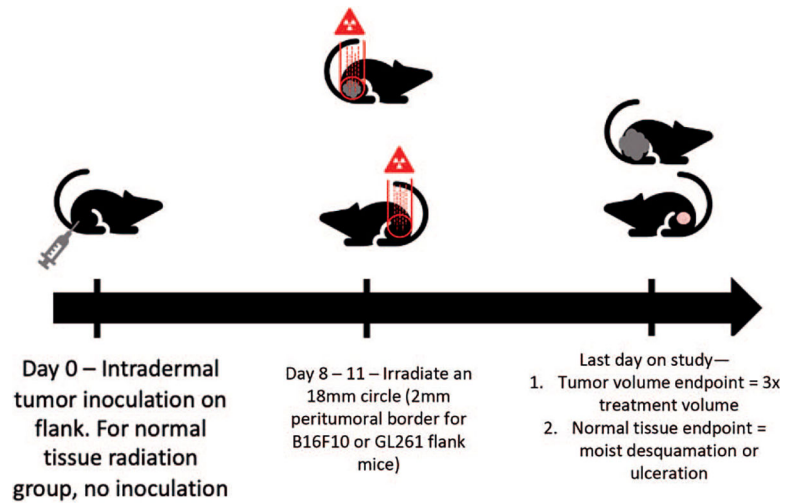 Day 0 – Intradermal
tumor inoculation on
flank. For normal
tissue radiation
group, no inoculation
Day 8 – 11 – Irradiate an
18mm circle (2mm
peritumoral border for
B16F10 or GL261 flank
mice)
Last day on study—
1. Tumor volume endpoint = 3x
treatment volume
2. Normal tissue endpoint =
moist desquamation or
ulceration